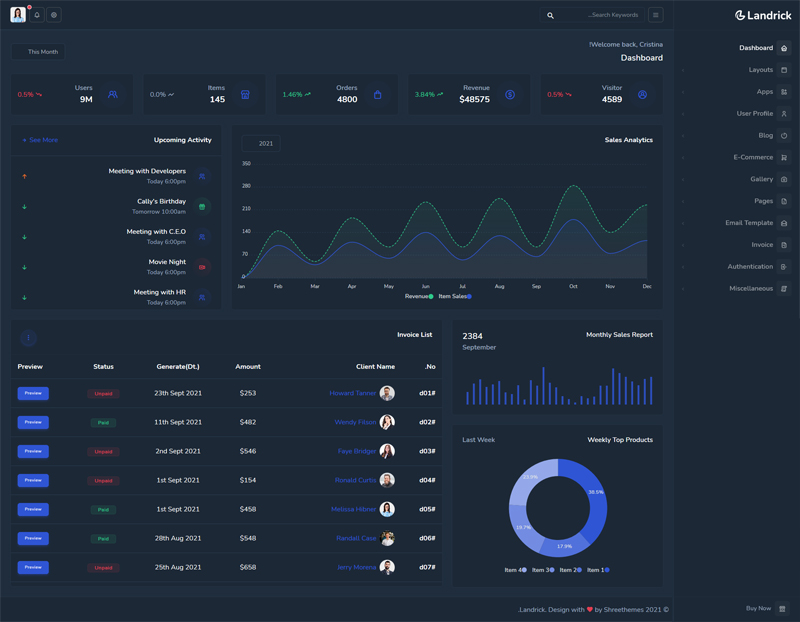 Landrick
...Search Keywords
Dashboard
Layouts
Apps
User Profile
Blog
E-Commerce
Gallery
Pages
Email Template
Invoice
Authentication
Miscellaneous
Buy Now
!Welcome back, Cristina
Dashboard
This Month
Visitor
4589
0.5%
Revenue
$48575
3.84%
Orders
4800
1.46%
Items
145
0.0%
Users
9M
0.5%
Sales Analytics
2021
350
280
210
140
70
0
Jan Feb Mar Apr May Jun Jul Aug Sep Oct Nov Dec
Revenue Item Sales
Upcoming Activity
+ See More
Meeting with Developers
Today 6:00pm
Cally's Birthday
Tomorrow 10:00am
Meeting with C.E.O
Today 6:00pm
Movie Night
Today 6:00pm
Meeting with HR
Today 6:00pm
Invoice List
Preview Status Generate(Dt.) Amount Client Name .No
Preview Unpaid 23th Sept 2021 $253 Howard Tanner d01#
Preview Paid 11th Sept 2021 $482 Wendy Filson d02#
Preview Unpaid 2nd Sept 2021 $546 Faye Bridger d03#
Preview Unpaid 1st Sept 2021 $154 Ronald Curtis d04#
Preview Paid 1st Sept 2021 $458 Melissa Hibner d05#
Preview Paid 28th Aug 2021 $548 Randall Case d06#
Preview Unpaid 25th Aug 2021 $658 Jerry Morena d07#
2384
September
Monthly Sales Report
Last Week
Weekly Top Products
38.5%
17.9%
19.7%
23.9%
Item 4 Item 3 Item 2 Item 1
.Landrick. Design with ❤ by Shreethemes 2021 ©